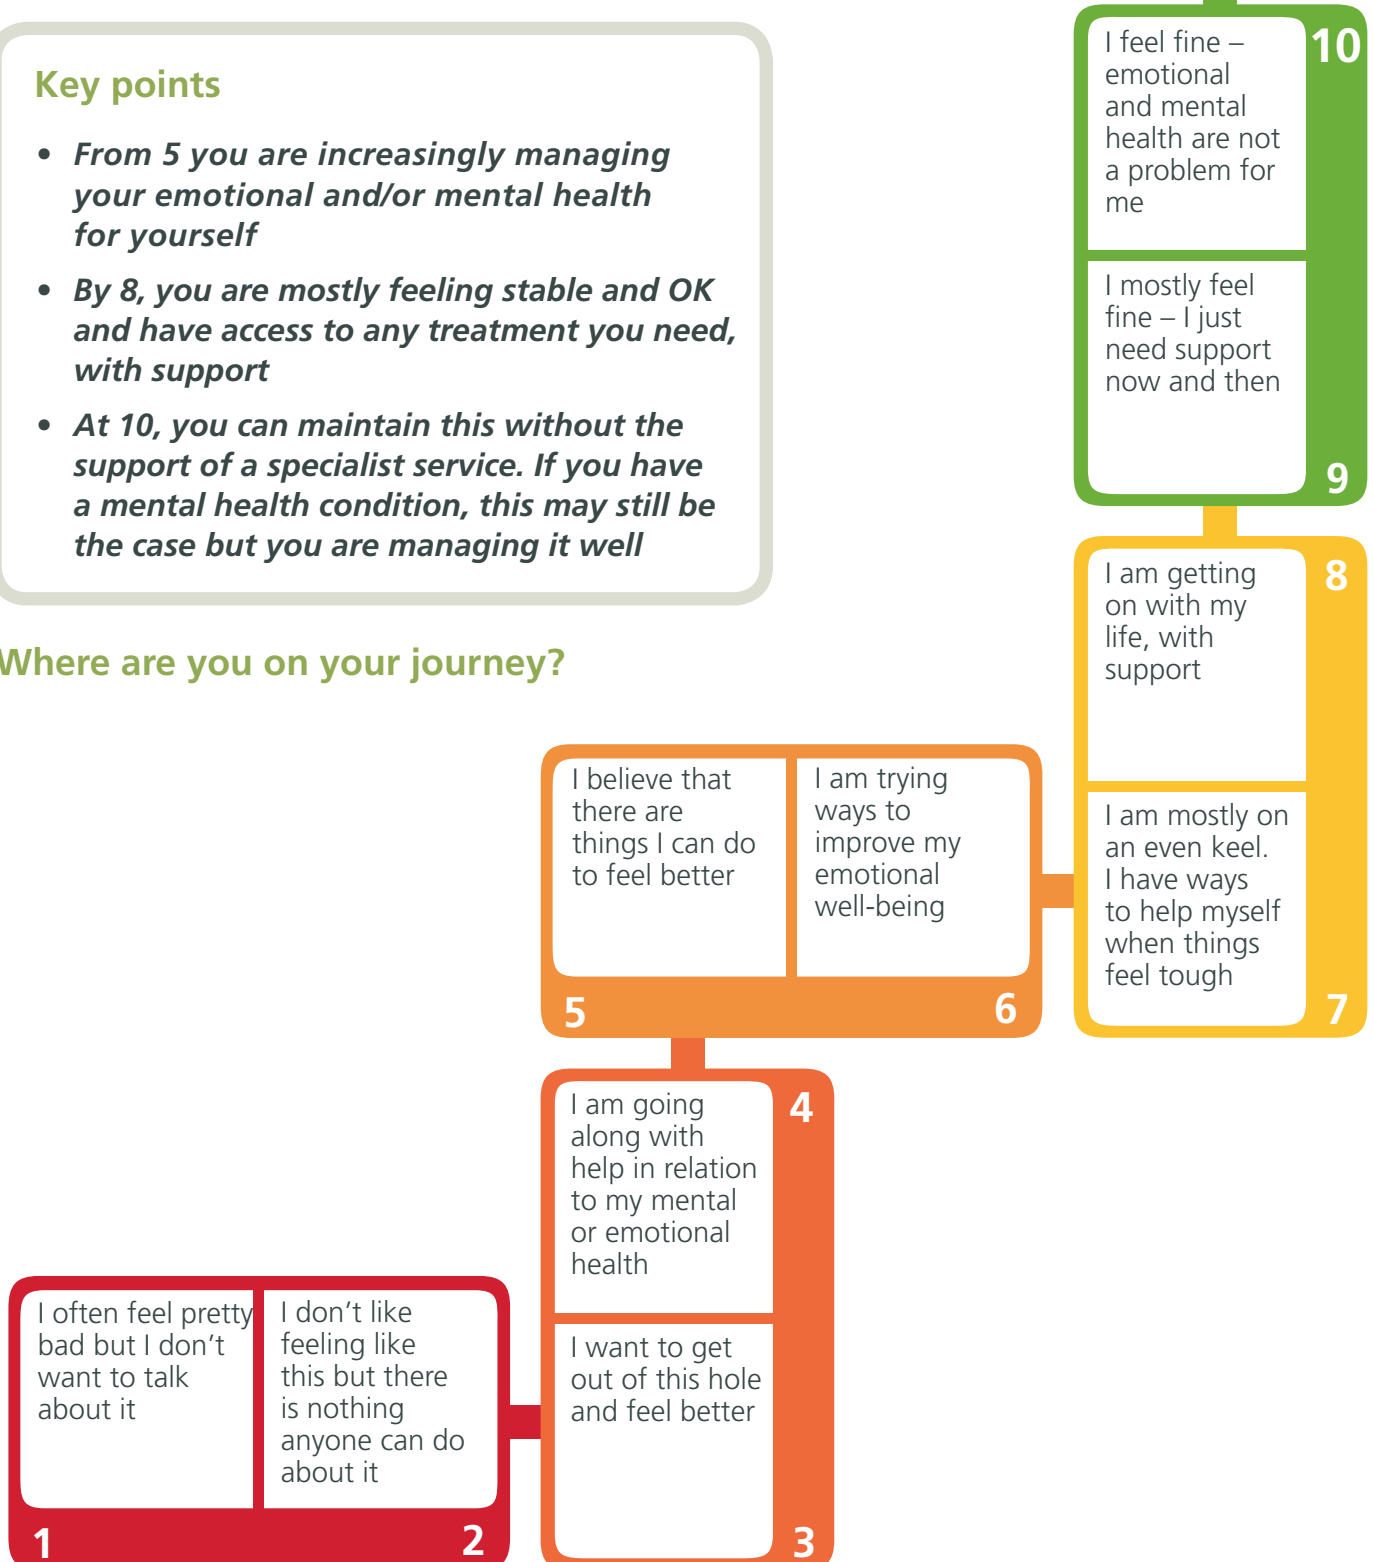 Key points
• From 5 you are increasingly managing
your emotional and/or mental health
for yourself
• By 8, you are mostly feeling stable and OK
and have access to any treatment you need,
with support
• At 10, you can maintain this without the
support of a specialist service. If you have
a mental health condition, this may still be
the case but you are managing it well
Where are you on your journey?
I feel fine –
emotional
and mental
health are not
a problem for
me
10
I mostly feel
fine – I just
need support
now and then
9
I am getting
on with my
life, with
support
8
I am mostly on
an even keel.
I have ways
to help myself
when things
feel tough
7
I believe that
there are
things I can do
to feel better
5
I am trying
ways to
improve my
emotional
well-being
6
I am going
along with
help in relation
to my mental
or emotional
health
4
I want to get
out of this hole
and feel better
3
I often feel pretty
bad but I don’t
want to talk
about it
1
I don’t like
feeling like
this but there
is nothing
anyone can do
about it
2